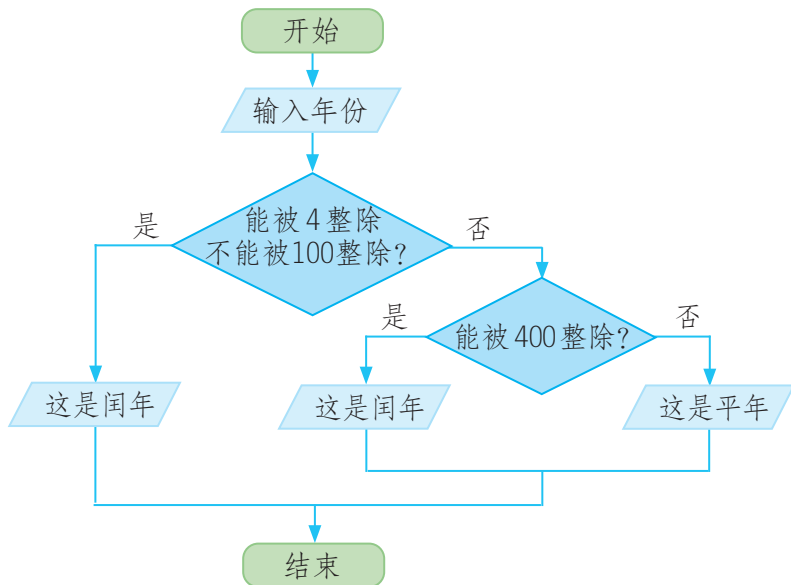 开始
输入年份
能被4整除
不能被100整除?
是
否
能被400整除?
是
否
这是闰年
这是闰年
这是平年
结束